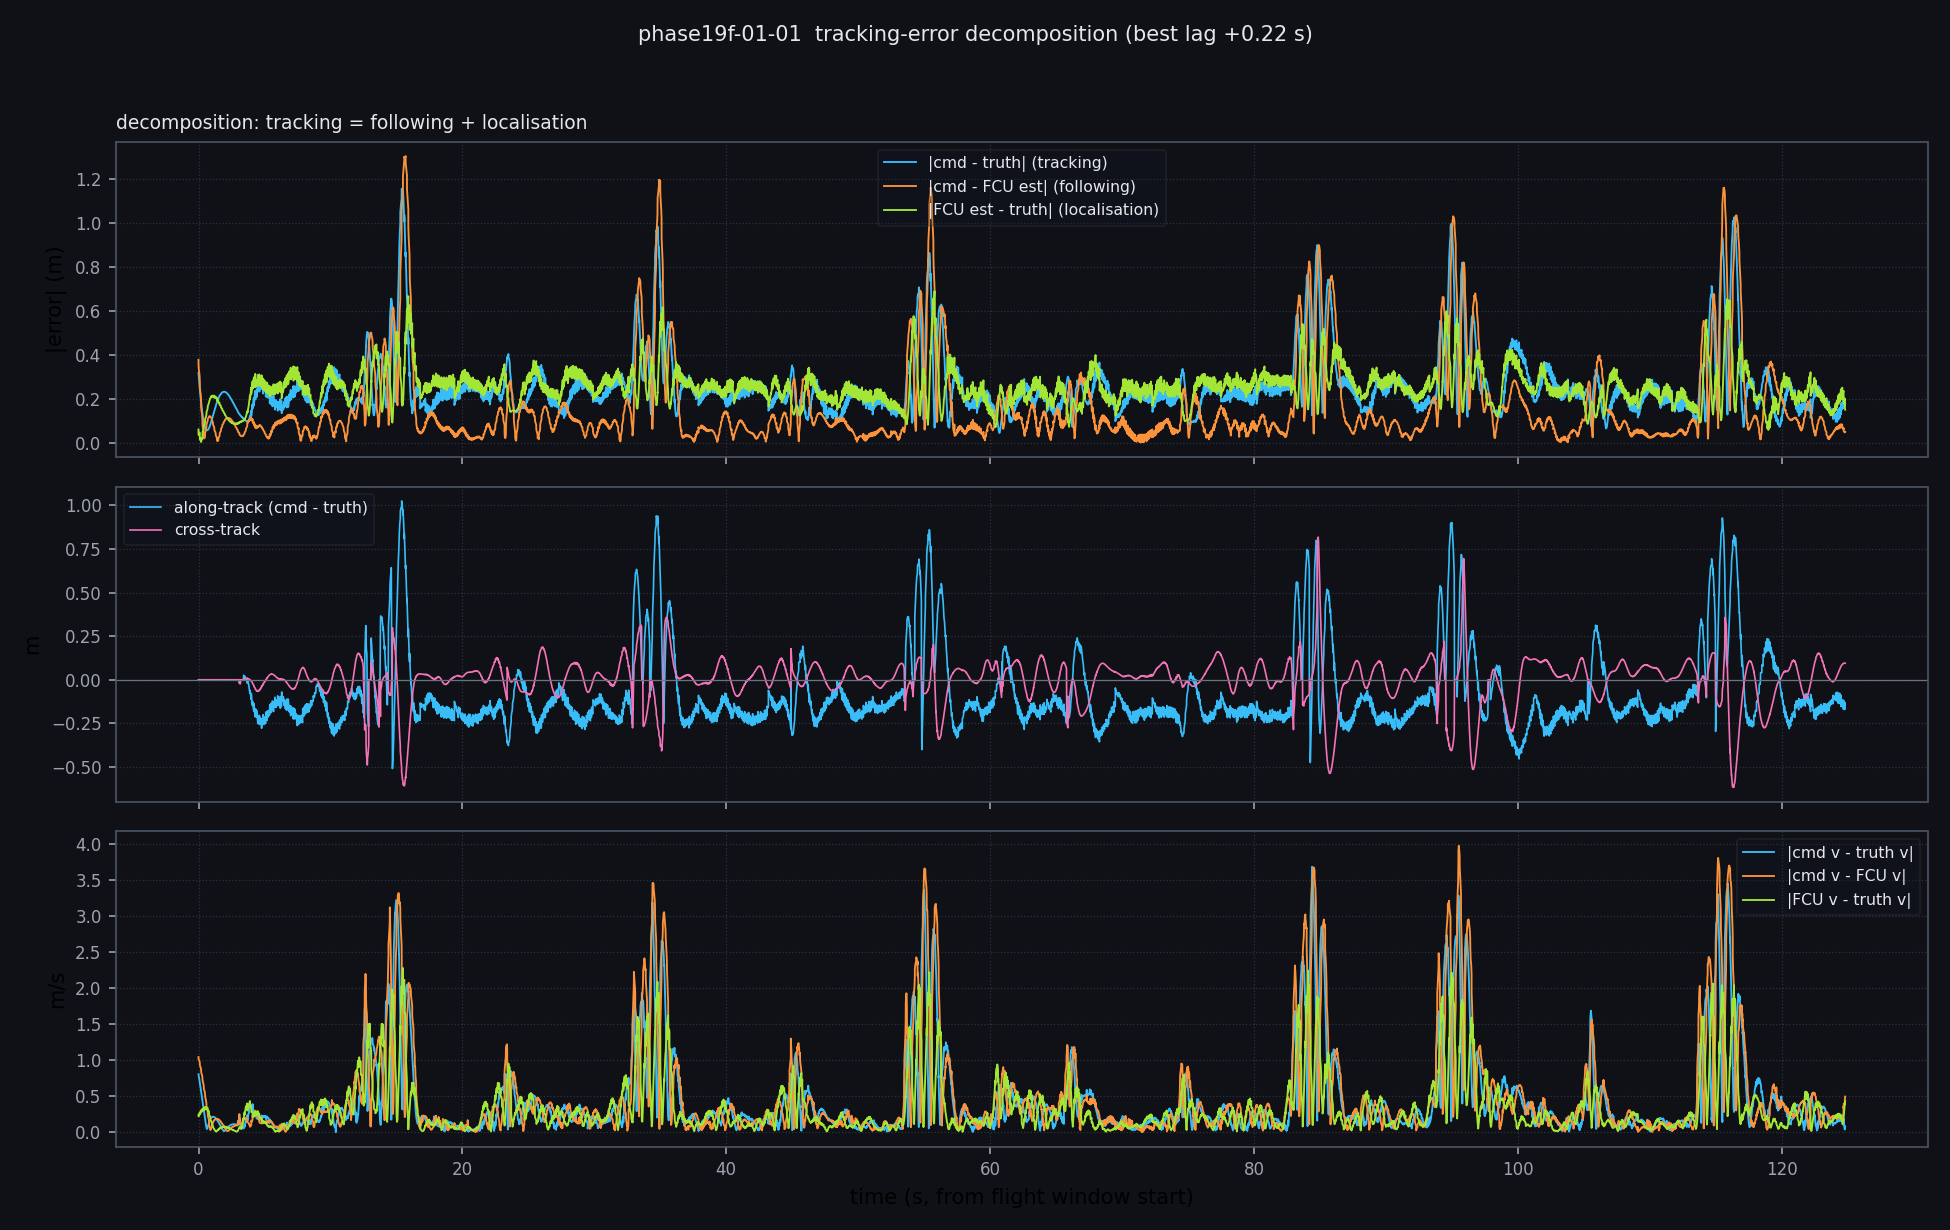 phase19f-01-01  tracking-error decomposition (best lag +0.22 s)
decomposition: tracking = following + localisation
|error| (m)
1.2
1.0
0.8
0.6
0.4
0.2
0.0
|cmd - truth| (tracking)
|cmd - FCU est| (following)
|FCU est - truth| (localisation)
m
1.00
0.75
0.50
0.25
0.00
−0.25
−0.50
along-track (cmd - truth)
cross-track
m/s
4.0
3.5
3.0
2.5
2.0
1.5
1.0
0.5
0.0
|cmd v - truth v|
|cmd v - FCU v|
|FCU v - truth v|
0 20 40 60 80 100 120
time (s, from flight window start)